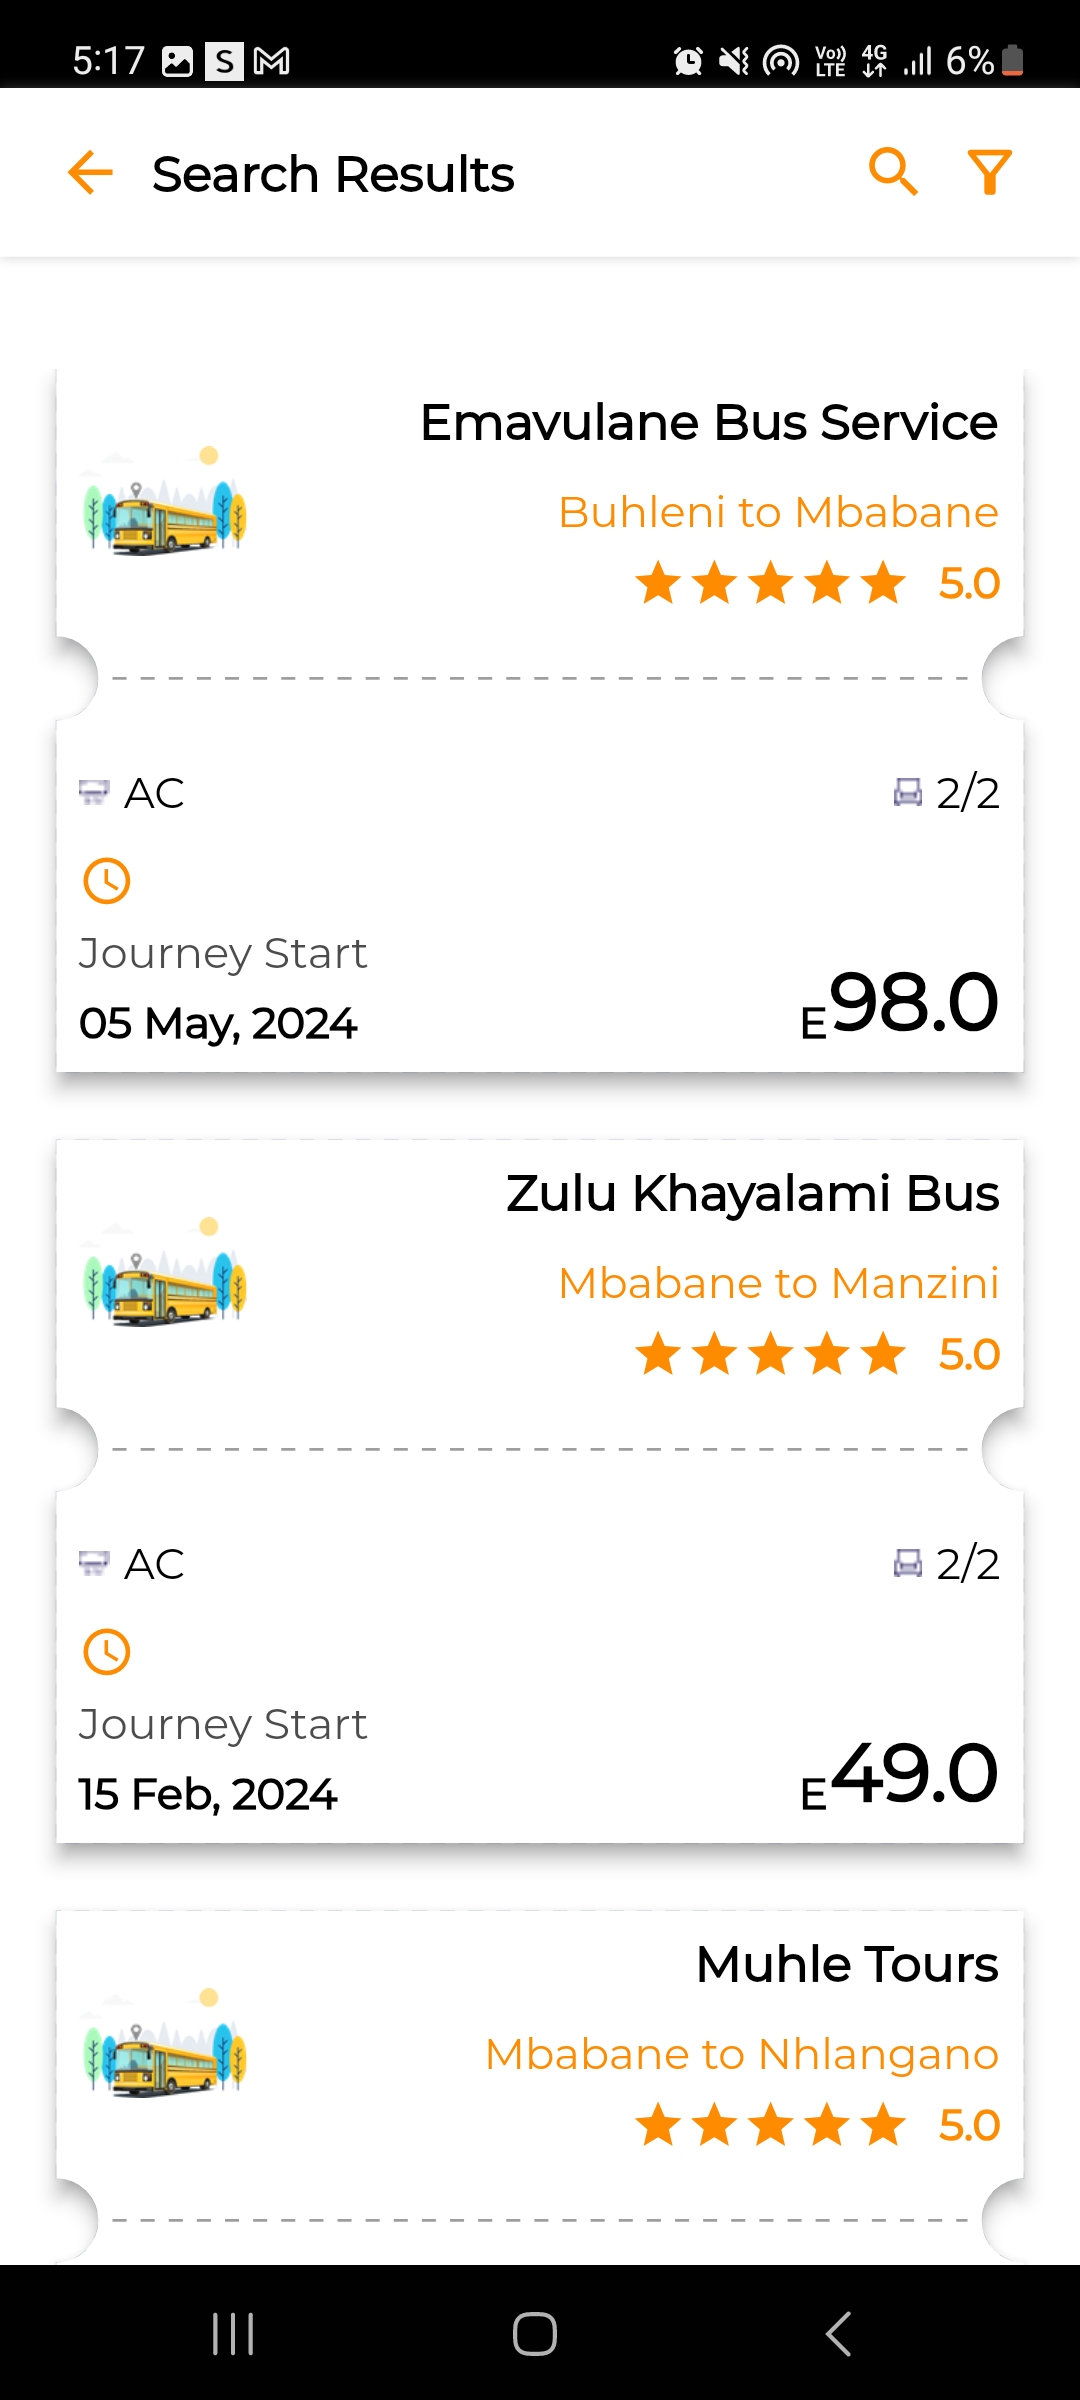 5:17 S 4G Vo)) LTE 6%
Search Results
Emavulane Bus Service
Buhleni to Mbabane
5.0
AC 2/2
Journey Start
05 May, 2024 E98.0
Zulu Khayalami Bus
Mbabane to Manzini
5.0
AC 2/2
Journey Start
15 Feb, 2024 E49.0
Muhle Tours
Mbabane to Nhlangano
5.0